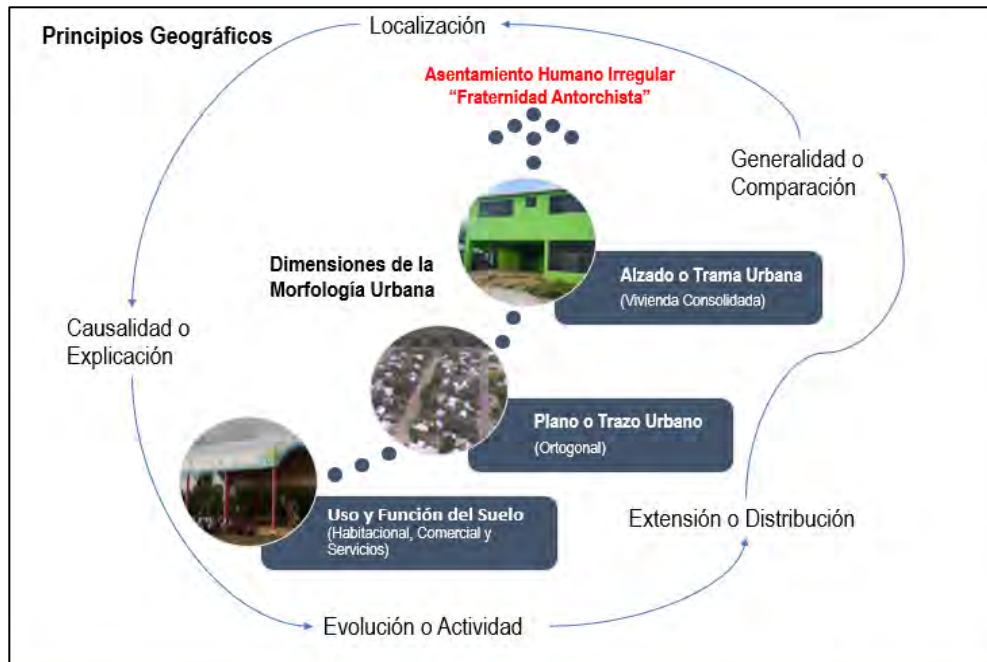 Principios Geográficos
Localización
Asentamiento Humano Irregular
“Fraternidad Antorchista”
Generalidad o
Comparación
Dimensiones de la
Morfología Urbana
Alzado o Trama Urbana
(Vivienda Consolidada)
Causalidad o
Explicación
Plano o Trazo Urbano
(Ortogonal)
Uso y Función del Suelo
(Habitacional, Comercial y
Servicios)
Extensión o Distribución
Evolución o Actividad